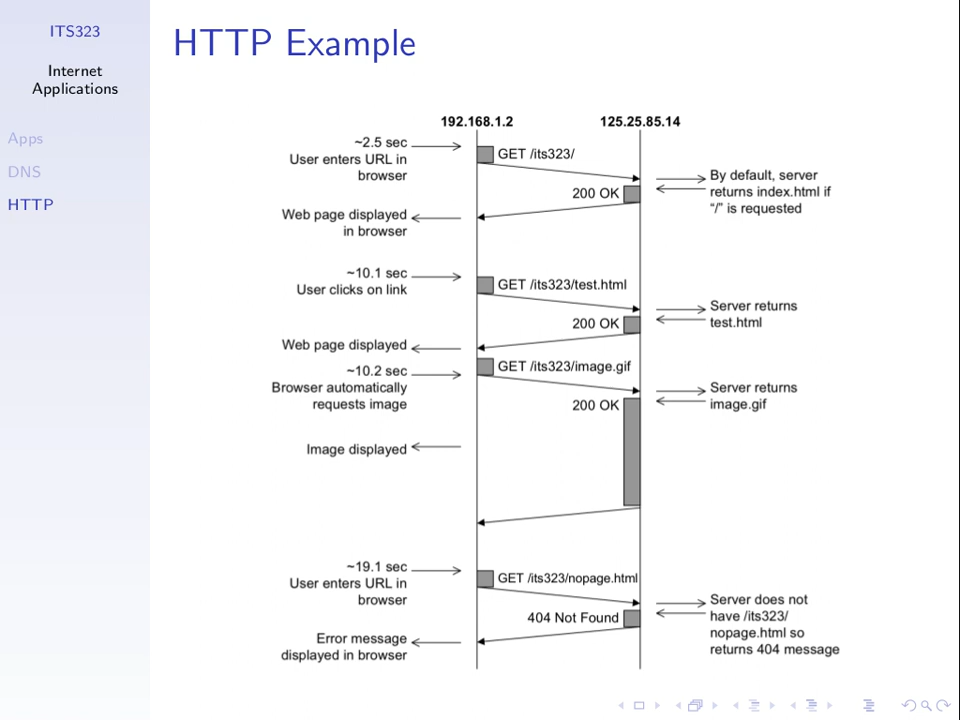 ITS323
Internet
Applications
Apps
DNS
HTTP
HTTP Example
192.168.1.2
125.25.85.14
~2.5 sec
User enters URL in
browser
GET /its323/
By default, server
returns index.html if
“/” is requested
200 OK
Web page displayed
in browser
~10.1 sec
User clicks on link
GET /its323/test.html
Server returns
test.html
200 OK
Web page displayed
GET /its323/image.gif
~10.2 sec
Browser automatically
requests image
Server returns
image.gif
200 OK
Image displayed
~19.1 sec
User enters URL in
browser
GET /its323/nopage.html
Server does not
have /its323/
nopage.html so
returns 404 message
404 Not Found
Error message
displayed in browser